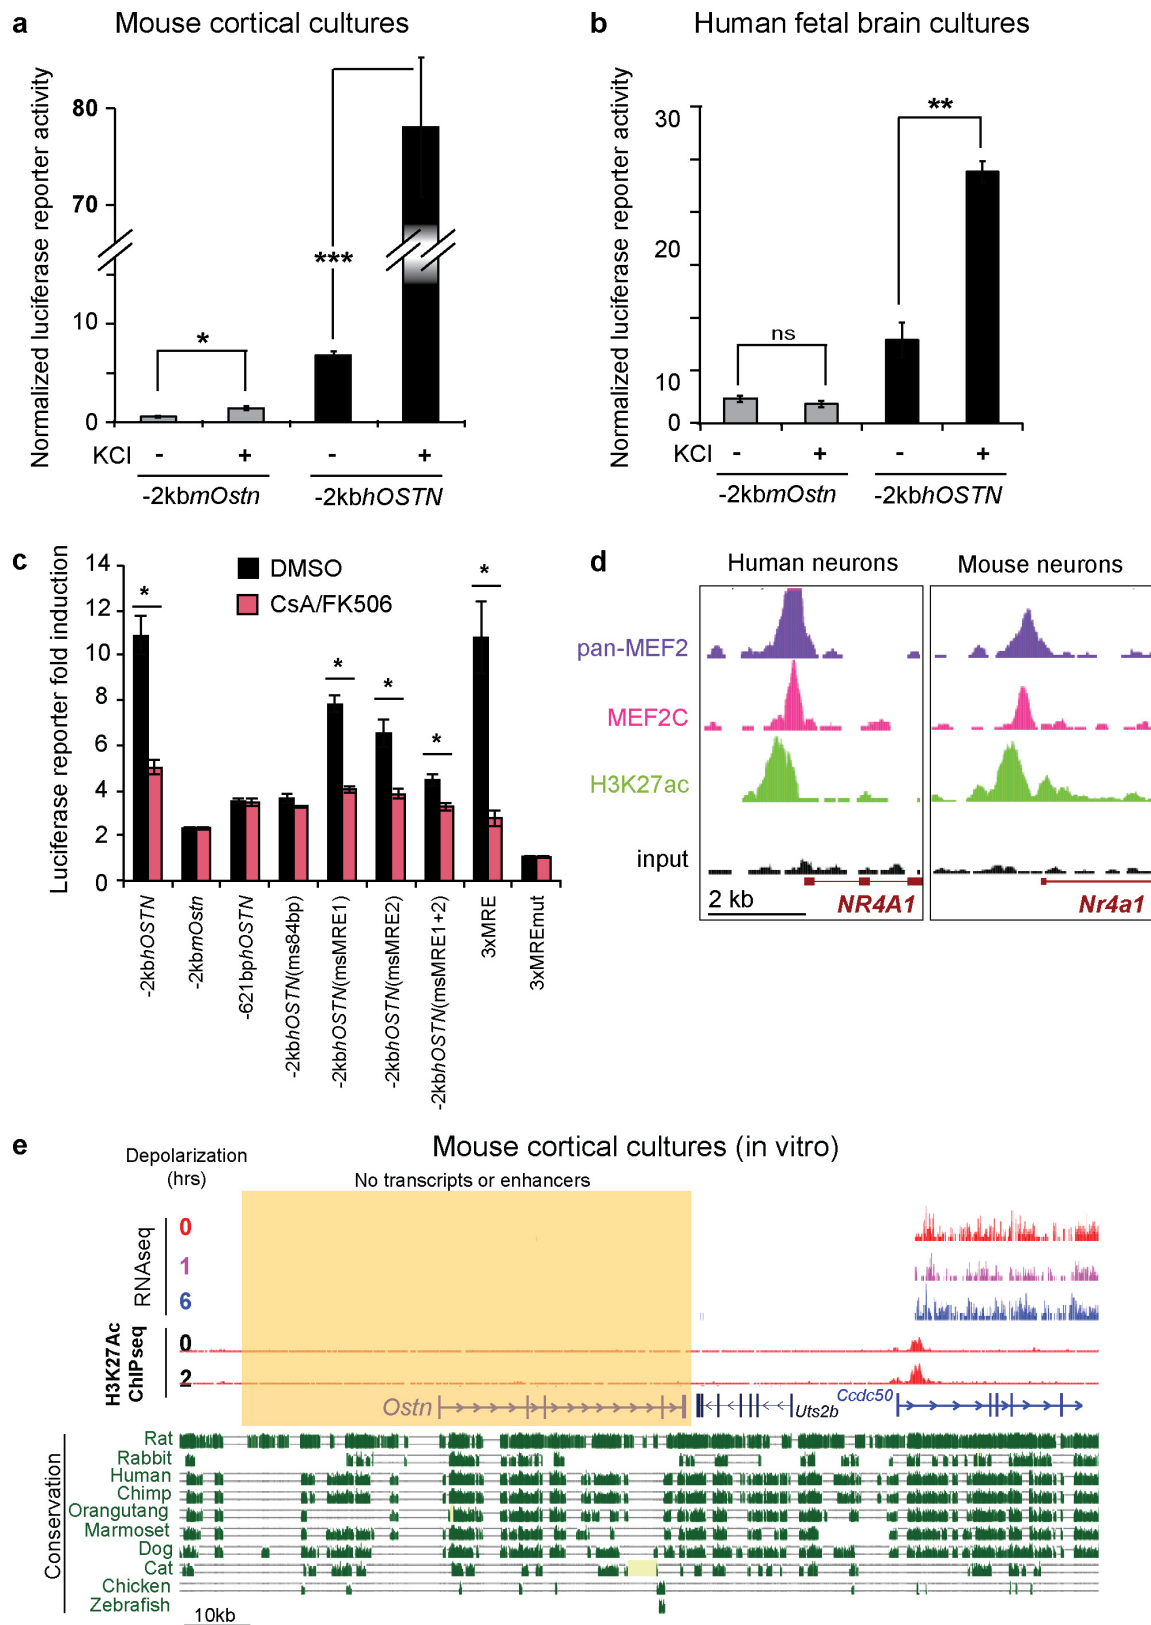 a Mouse cortical cultures
Normalized luciferase reporter activity
80
70
10
0
*
***
KCl - + - +
-2kbmOstn -2kbhOSTN
b Human fetal brain cultures
Normalized luciferase reporter activity
30
20
10
0
ns
**
KCl - + - +
-2kbmOstn -2kbhOSTN
c
Luciferase reporter fold induction
14
12
10
8
6
4
2
0
DMSO
CsA/FK506
* * * * *
-2kbhOSTN
-2kbmOstn
-621bphOSTN
-2kbhOSTN(ms84bp)
-2kbhOSTN(msMRE1)
-2kbhOSTN(msMRE2)
-2kbhOSTN(msMRE1+2)
3xMRE
3xMREmut
d Human neurons Mouse neurons
pan-MEF2
MEF2C
H3K27ac
input
2 kb
NR4A1
Nr4a1
e Mouse cortical cultures (in vitro)
Depolarization
(hrs)
No transcripts or enhancers
RNAseq
0
1
6
H3K27Ac
ChIPseq
0
2
Ostn
Uts2b
Ccdc50
Conservation
Rat
Rabbit
Human
Chimp
Orangutang
Marmoset
Dog
Cat
Chicken
Zebrafish
10kb